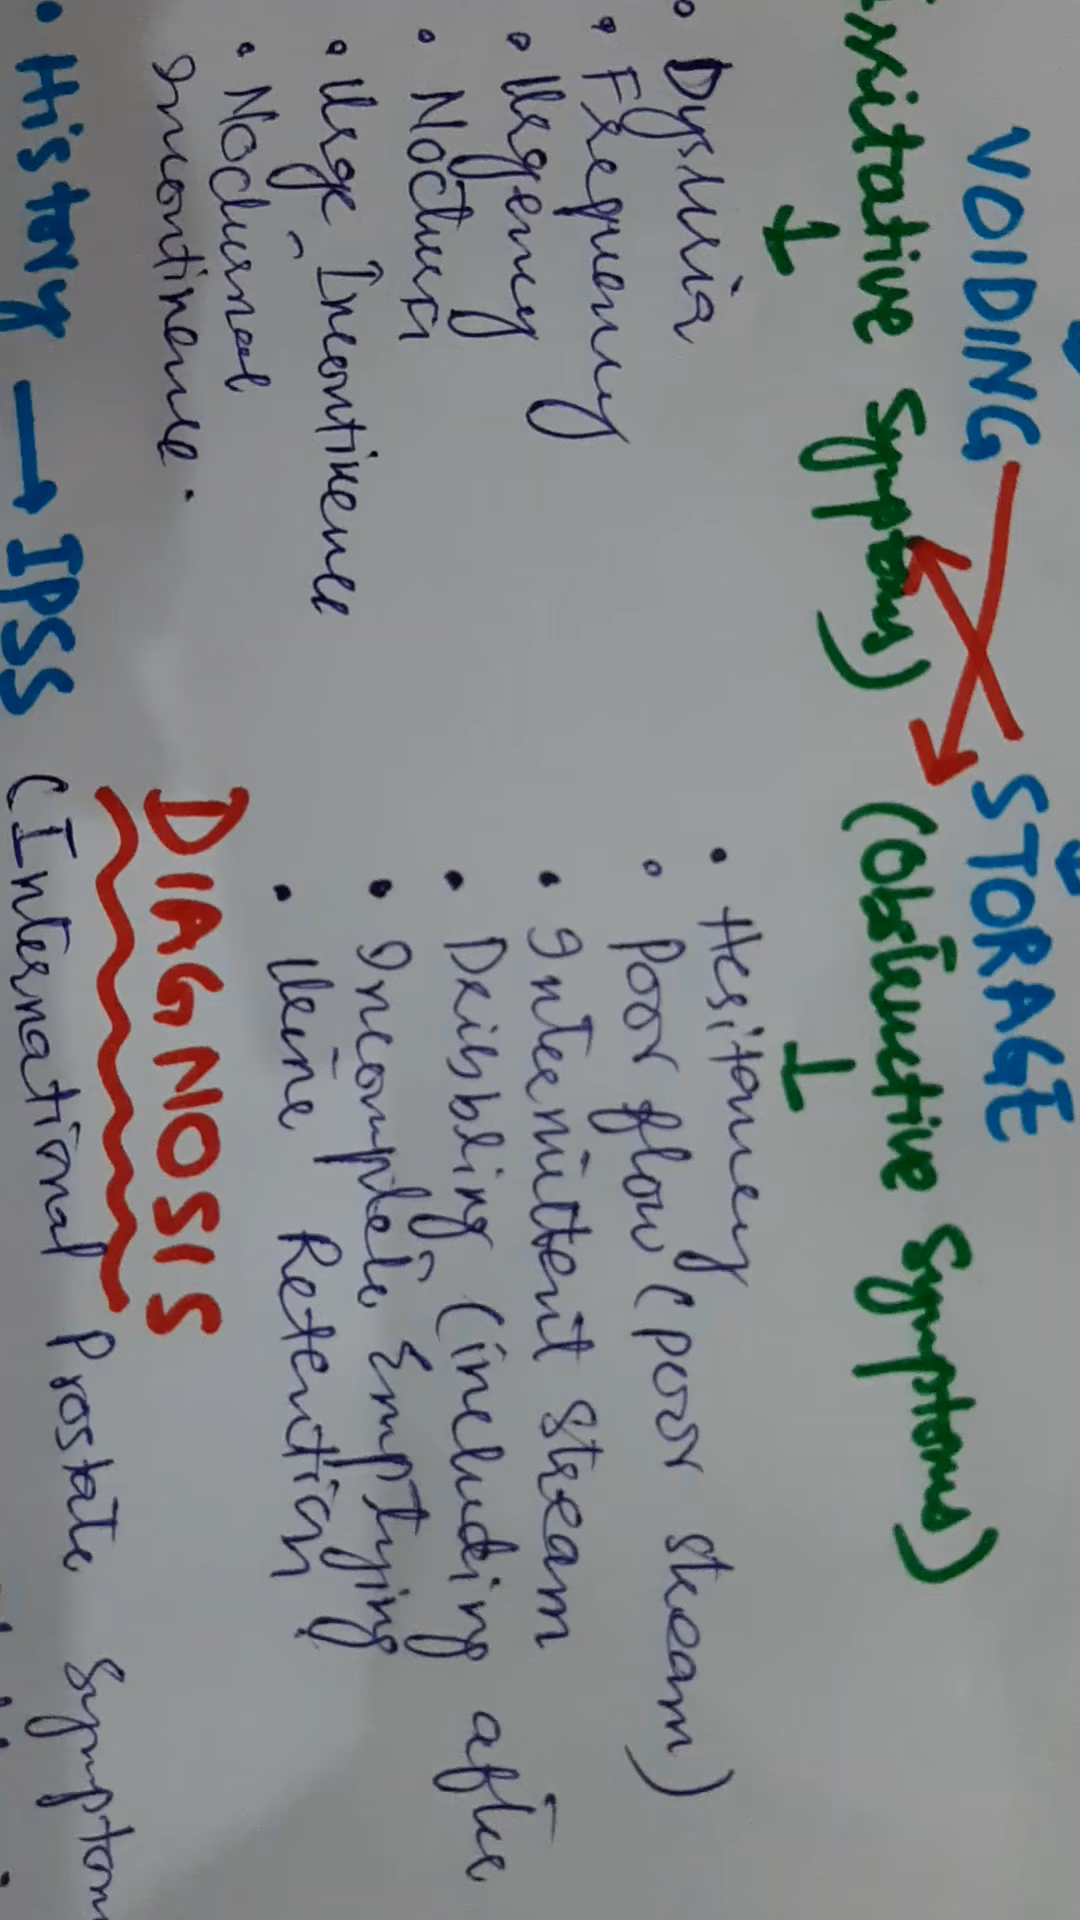 VOIDING STORAGE
itative Symptoms) (Obstructive Symptoms)
• Dysuria
• Frequency
• Urgency
• Nocturia
• Urge Incontinence
• Nocturnal
Incontinence.
• Hesitancy
• Poor flow (poor stream)
• Intermittent stream
• Dribbling (including after
• Incomplete Emptying
• Urine Retention
DIAGNOSIS
• History → IPSS (International Prostate Symptom